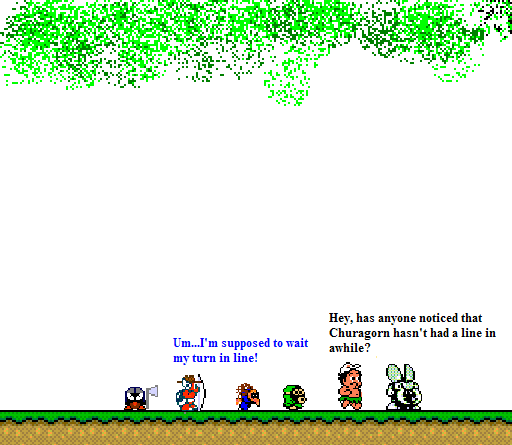 Um...I'm supposed to wait
my turn in line!
Hey, has anyone noticed that
Churagorn hasn't had a line in
awhile?